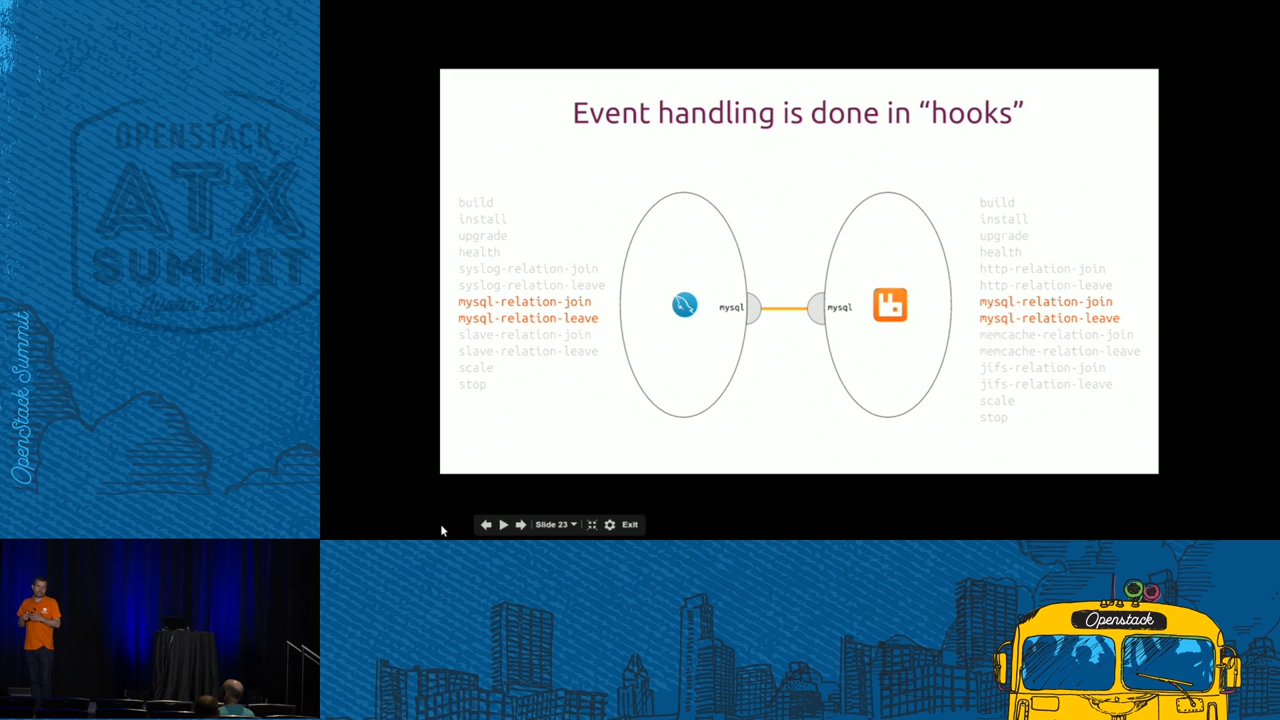 OPENSTACK
ATX
SUMMIT
Austin 2016
OpenStack Summit
Event handling is done in “hooks”
build
install
upgrade
health
syslog-relation-join
syslog-relation-leave
mysql-relation-join
mysql-relation-leave
slave-relation-join
slave-relation-leave
scale
stop
mysql
mysql
build
install
upgrade
health
http-relation-join
http-relation-leave
mysql-relation-join
mysql-relation-leave
memcache-relation-join
memcache-relation-leave
jifs-relation-join
jifs-relation-leave
scale
stop
Slide 23
Exit
Openstack